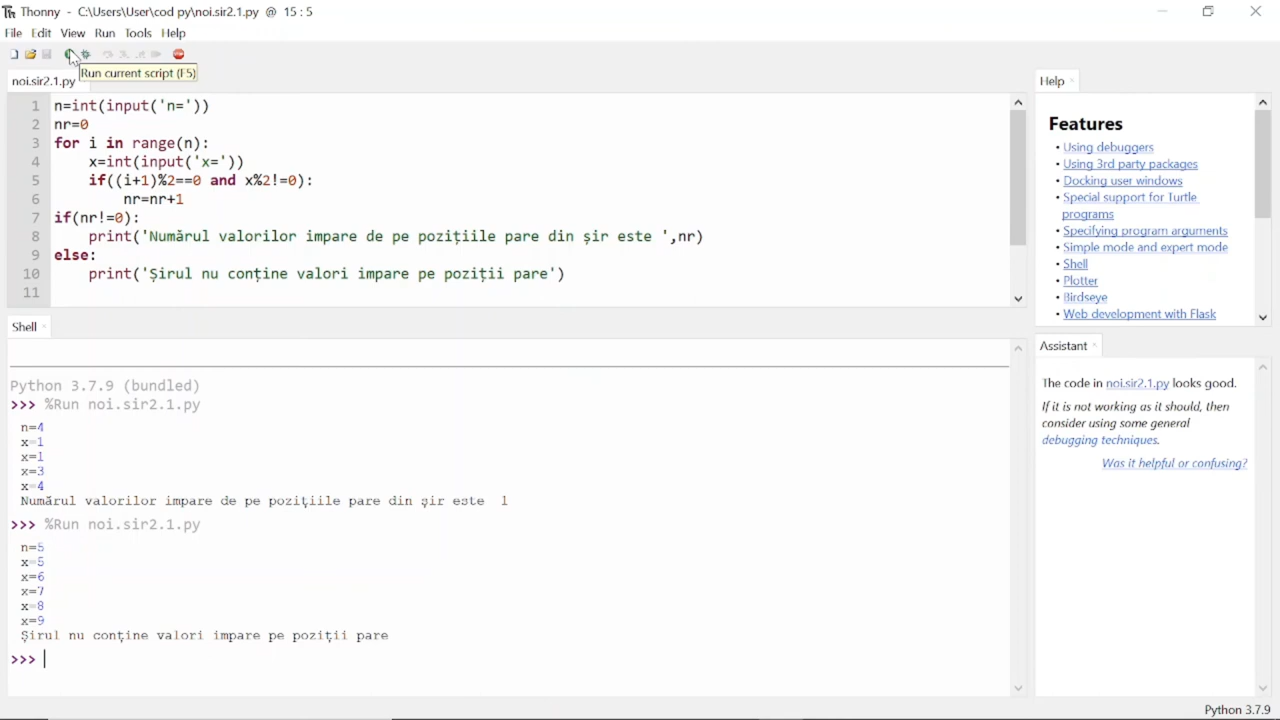 Thonny - C:\Users\User\cod py\noi.sir2.1.py @ 15 : 5
File Edit View Run Tools Help
Run current script (F5)
noi.sir2.1.py
1 n=int(input('n='))
2 nr=0
3 for i in range(n):
4     x=int(input('x='))
5     if((i+1)%2==0 and x%2!=0):
6         nr=nr+1
7 if(nr!=0):
8     print('Numărul valorilor impare de pe pozițiile pare din șir este ',nr)
9 else:
10     print('Șirul nu conține valori impare pe poziții pare')
11
Shell
Python 3.7.9 (bundled)
>>> %Run noi.sir2.1.py
n=4
x=1
x=1
x=3
x=4
Numărul valorilor impare de pe pozițiile pare din șir este  1
>>> %Run noi.sir2.1.py
n=5
x=5
x=6
x=7
x=8
x=9
Șirul nu conține valori impare pe poziții pare
>>>
Help
Features
• Using debuggers
• Using 3rd party packages
• Docking user windows
• Special support for Turtle
programs
• Specifying program arguments
• Simple mode and expert mode
• Shell
• Plotter
• Birdseye
• Web development with Flask
Assistant
The code in noi.sir2.1.py looks good.
If it is not working as it should, then
consider using some general
debugging techniques.
Was it helpful or confusing?
Python 3.7.9